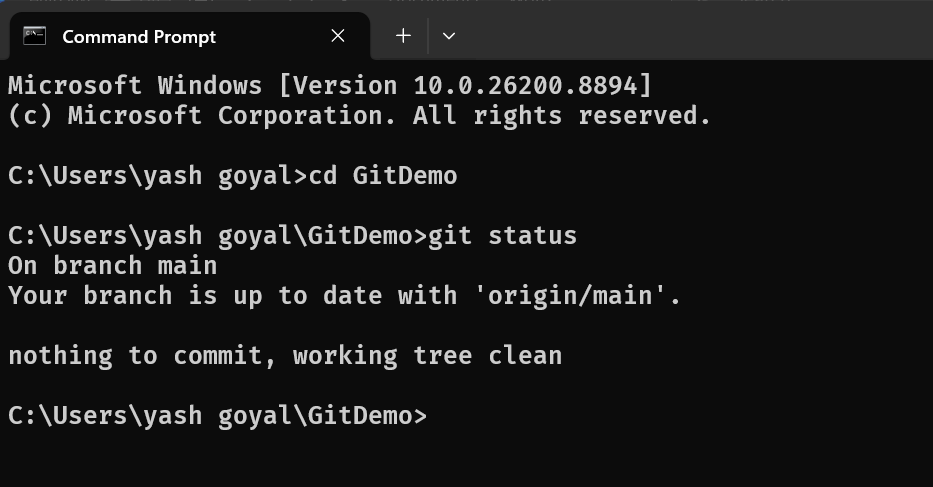 Command Prompt
Microsoft Windows [Version 10.0.26200.8894]
(c) Microsoft Corporation. All rights reserved.
C:\Users\yash goyal>cd GitDemo
C:\Users\yash goyal\GitDemo>git status
On branch main
Your branch is up to date with 'origin/main'.
nothing to commit, working tree clean
C:\Users\yash goyal\GitDemo>